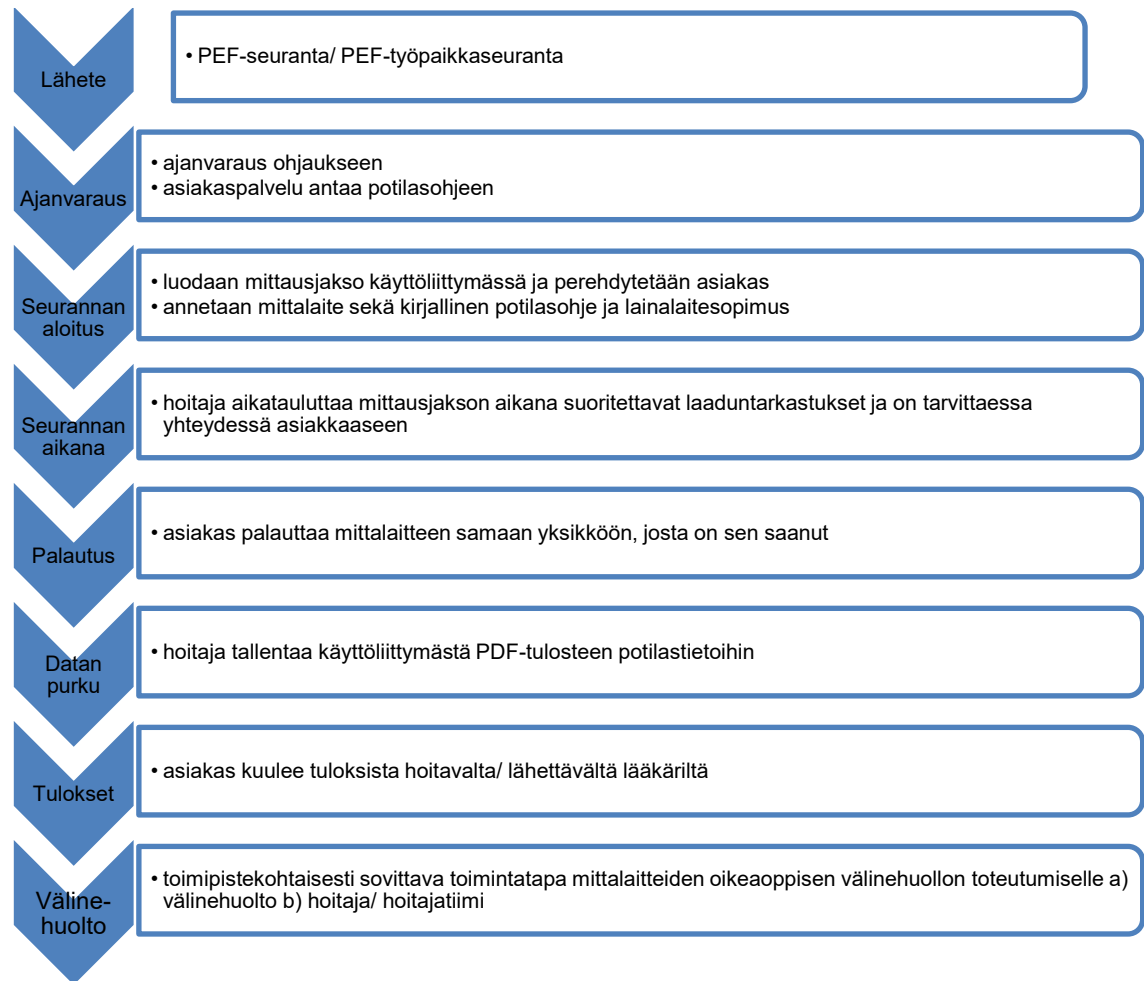 Lähete
• PEF-seuranta/ PEF-työpaikkaseuranta
Ajanvaraus
• ajanvaraus ohjaukseen
• asiakaspalvelu antaa potilasohjeen
Seurannan
aloitus
• luodaan mittausjakso käyttöliittymässä ja perehdytetään asiakas
• annetaan mittalaite sekä kirjallinen potilasohje ja lainalaitesopimus
Seurannan
aikana
• hoitaja aikatauluttaa mittausjakson aikana suoritettavat laaduntarkastukset ja on tarvittaessa
yhteydessä asiakkaaseen
Palautus
• asiakas palauttaa mittalaitteen samaan yksikköön, josta on sen saanut
Datan
purku
• hoitaja tallentaa käyttöliittymästä PDF-tulosteen potilastietoihin
Tulokset
• asiakas kuulee tuloksista hoitavalta/ lähettävältä lääkäriltä
Väline-
huolto
• toimipistekohtaisesti sovittava toimintatapa mittalaitteiden oikeaoppisen välinehuollon toteutumiselle a)
välinehuolto b) hoitaja/ hoitajatiimi